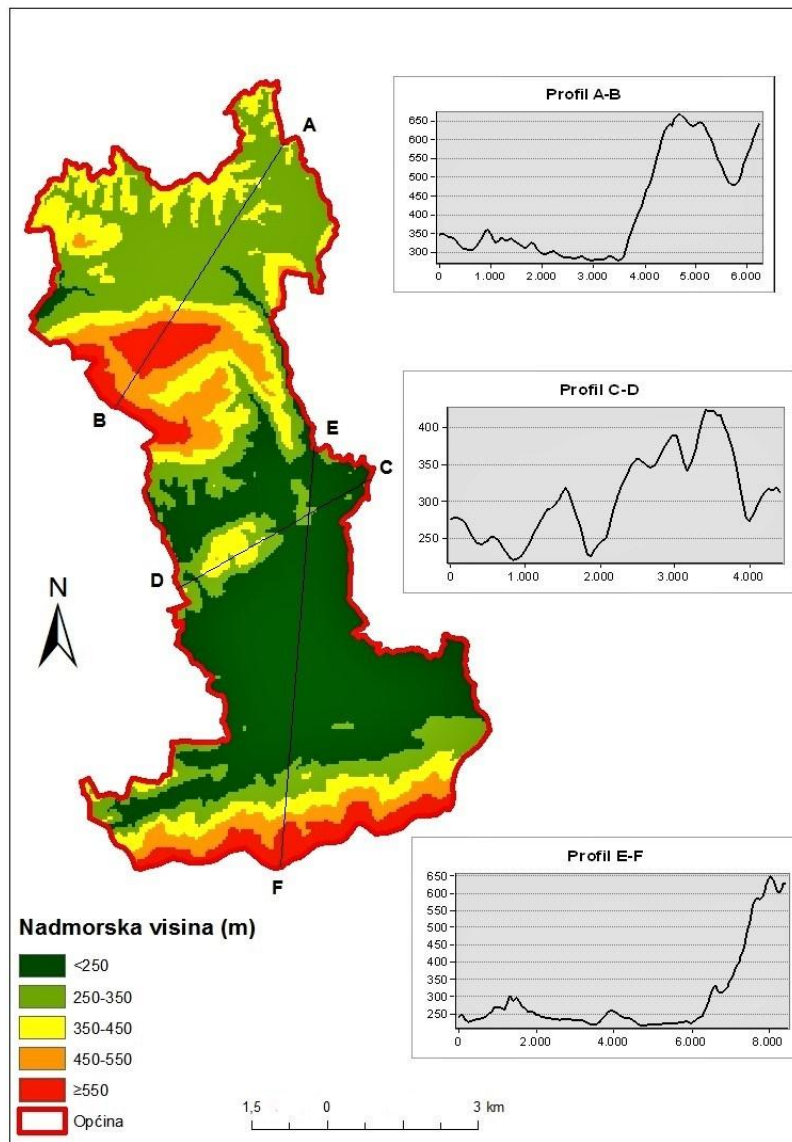 A
B
E
C
D
F
N
Profil A-B
650
600
550
500
450
400
350
300
0 1.000 2.000 3.000 4.000 5.000 6.000
Profil C-D
400
350
300
250
0 1.000 2.000 3.000 4.000
Profil E-F
650
600
550
500
450
400
350
300
250
0 2.000 4.000 6.000 8.000
Nadmorska visina (m)
<250
250-350
350-450
450-550
≥550
Općina
1,5 0 3 km